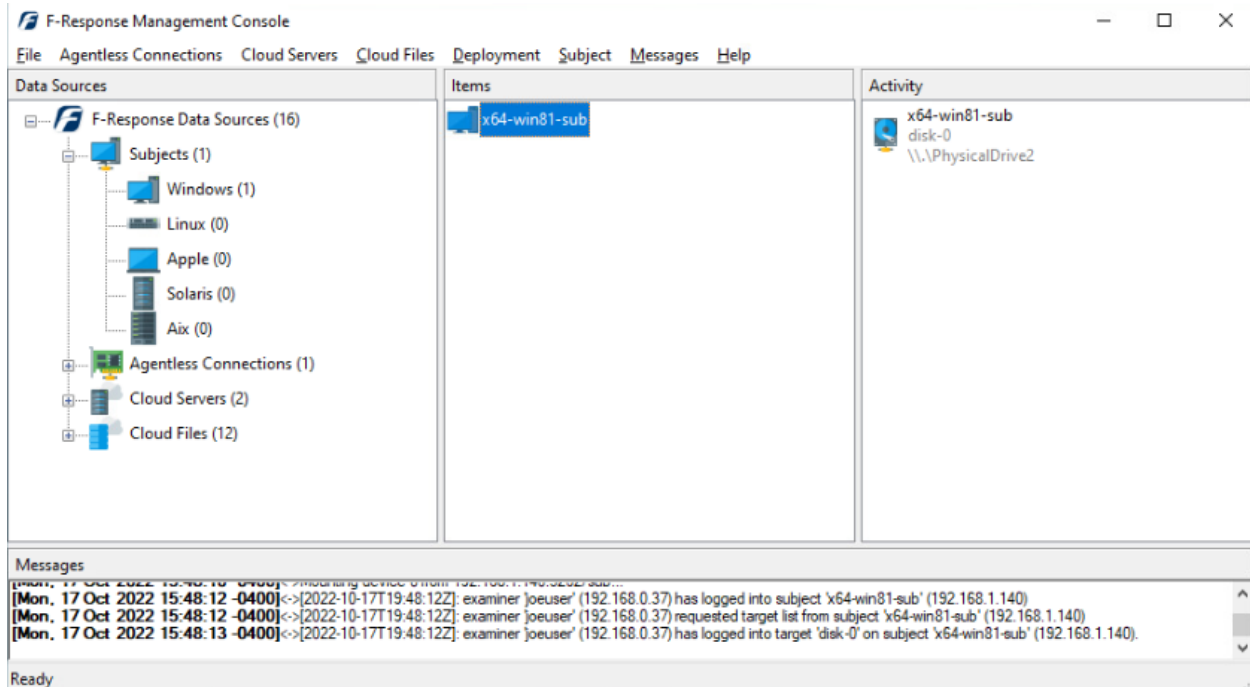 F-Response Management Console
File Agentless Connections Cloud Servers Cloud Files Deployment Subject Messages Help
Data Sources
F-Response Data Sources (16)
Subjects (1)
Windows (1)
Linux (0)
Apple (0)
Solaris (0)
Aix (0)
Agentless Connections (1)
Cloud Servers (2)
Cloud Files (12)
Items
x64-win81-sub
Activity
x64-win81-sub
disk-0
\\.\PhysicalDrive2
Messages
[Mon, 17 Oct 2022 15:48:12 -0400]<->[2022-10-17T19:48:12Z]: examiner 'joeuser' (192.168.0.37) has logged into subject 'x64-win81-sub' (192.168.1.140)
[Mon, 17 Oct 2022 15:48:12 -0400]<->[2022-10-17T19:48:12Z]: examiner 'joeuser' (192.168.0.37) requested target list from subject 'x64-win81-sub' (192.168.1.140)
[Mon, 17 Oct 2022 15:48:13 -0400]<->[2022-10-17T19:48:12Z]: examiner 'joeuser' (192.168.0.37) has logged into target 'disk-0' on subject 'x64-win81-sub' (192.168.1.140).
Ready